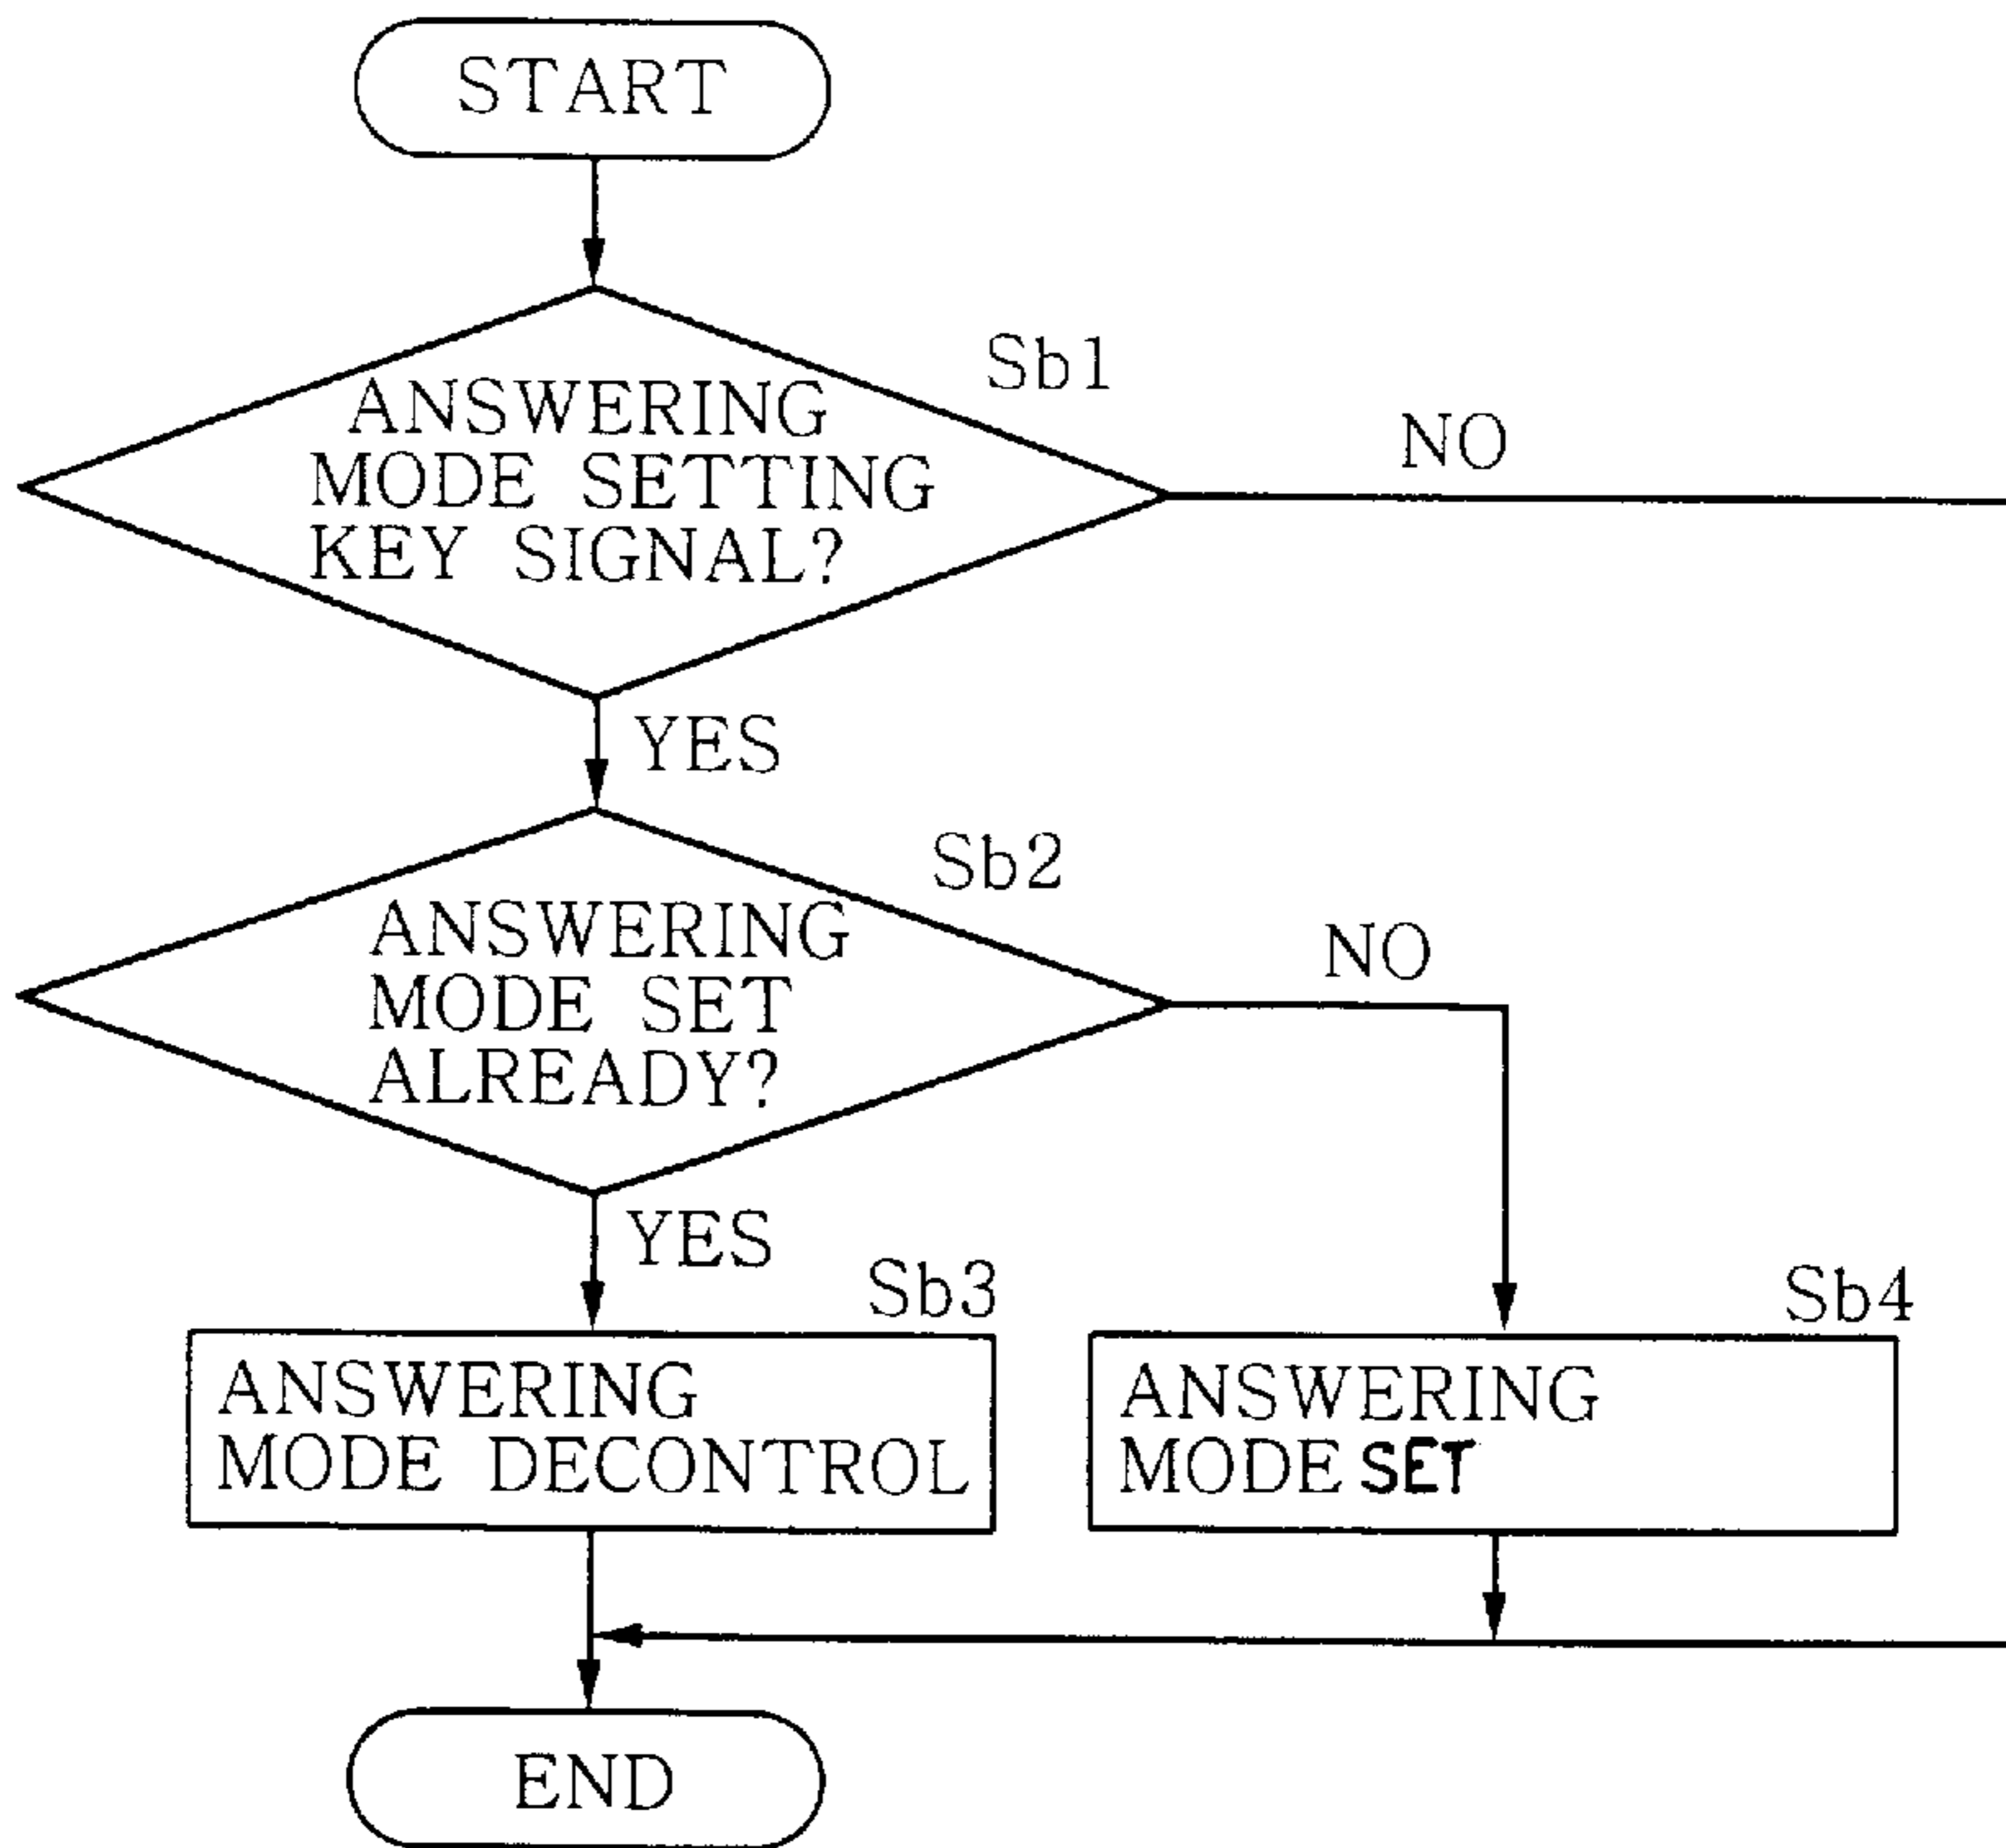 START
Sb1
ANSWERING
MODE SETTING
KEY SIGNAL?
NO
YES
Sb2
ANSWERING
MODE SET
ALREADY?
NO
YES
Sb3
ANSWERING
MODE DECONTROL
Sb4
ANSWERING
MODE SET
END